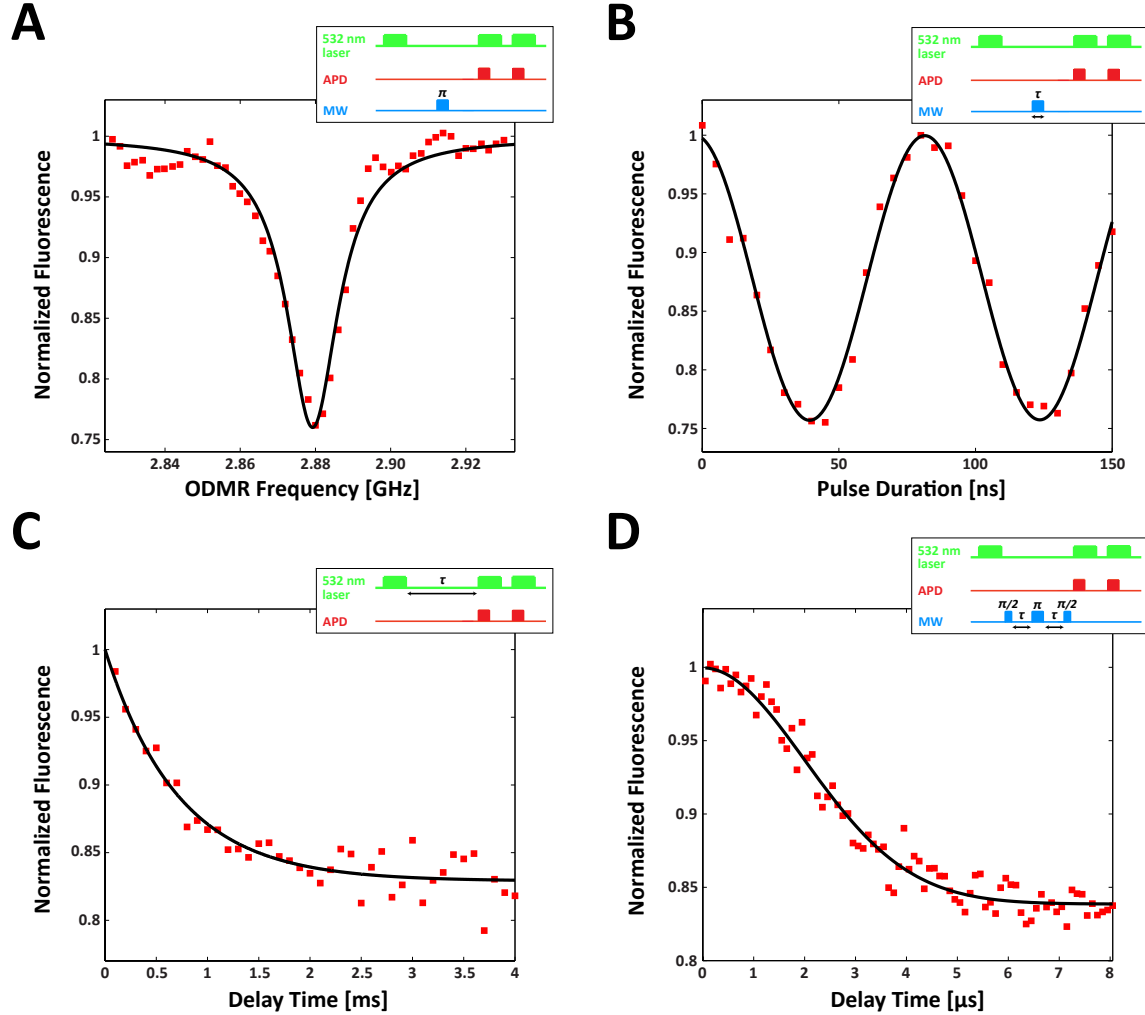 A
532 nm
laser
APD
MW
π
Normalized Fluorescence
1
0.95
0.9
0.85
0.8
0.75
2.84
2.86
2.88
2.90
2.92
ODMR Frequency [GHz]
B
532 nm
laser
APD
MW
τ
Normalized Fluorescence
1
0.95
0.9
0.85
0.8
0.75
0
50
100
150
Pulse Duration [ns]
C
532 nm
laser
τ
APD
Normalized Fluorescence
1
0.95
0.9
0.85
0.8
0
0.5
1
1.5
2
2.5
3
3.5
4
Delay Time [ms]
D
532 nm
laser
APD
MW
π/2
π
π/2
τ
τ
Normalized Fluorescence
1
0.95
0.9
0.85
0.8
0
1
2
3
4
5
6
7
8
Delay Time [μs]